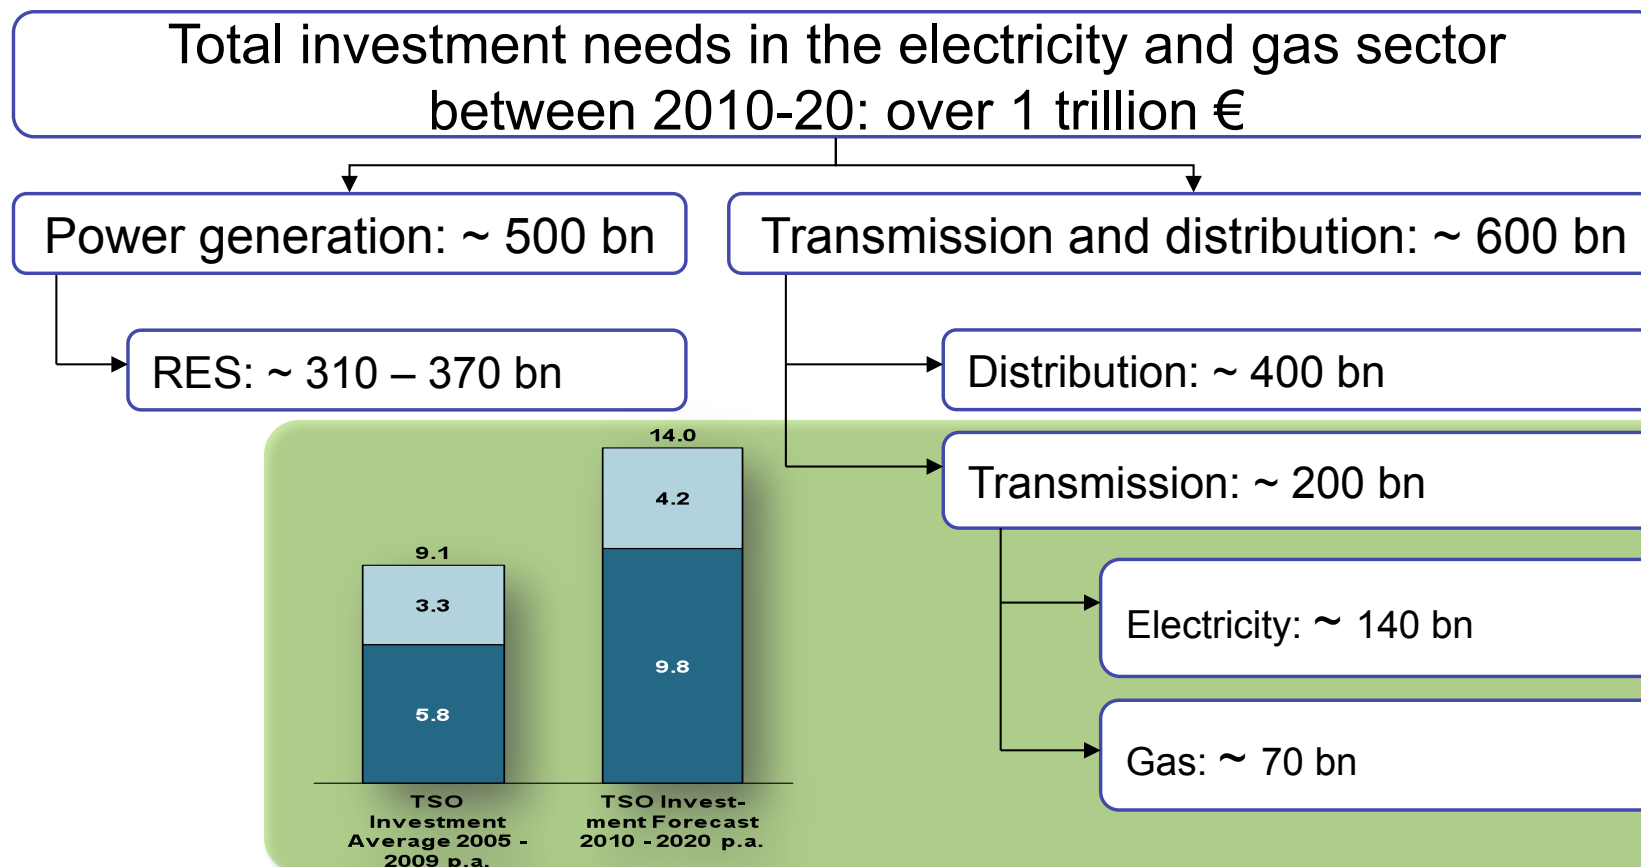 Total investment needs in the electricity and gas sector
between 2010-20: over 1 trillion €
Power generation: ~ 500 bn
Transmission and distribution: ~ 600 bn
RES: ~ 310 – 370 bn
Distribution: ~ 400 bn
Transmission: ~ 200 bn
Electricity: ~ 140 bn
Gas: ~ 70 bn
9.1
3.3
5.8
14.0
4.2
9.8
TSO
Investment
Average 2005 -
2009 p.a.
TSO Invest-
ment Forecast
2010 - 2020 p.a.